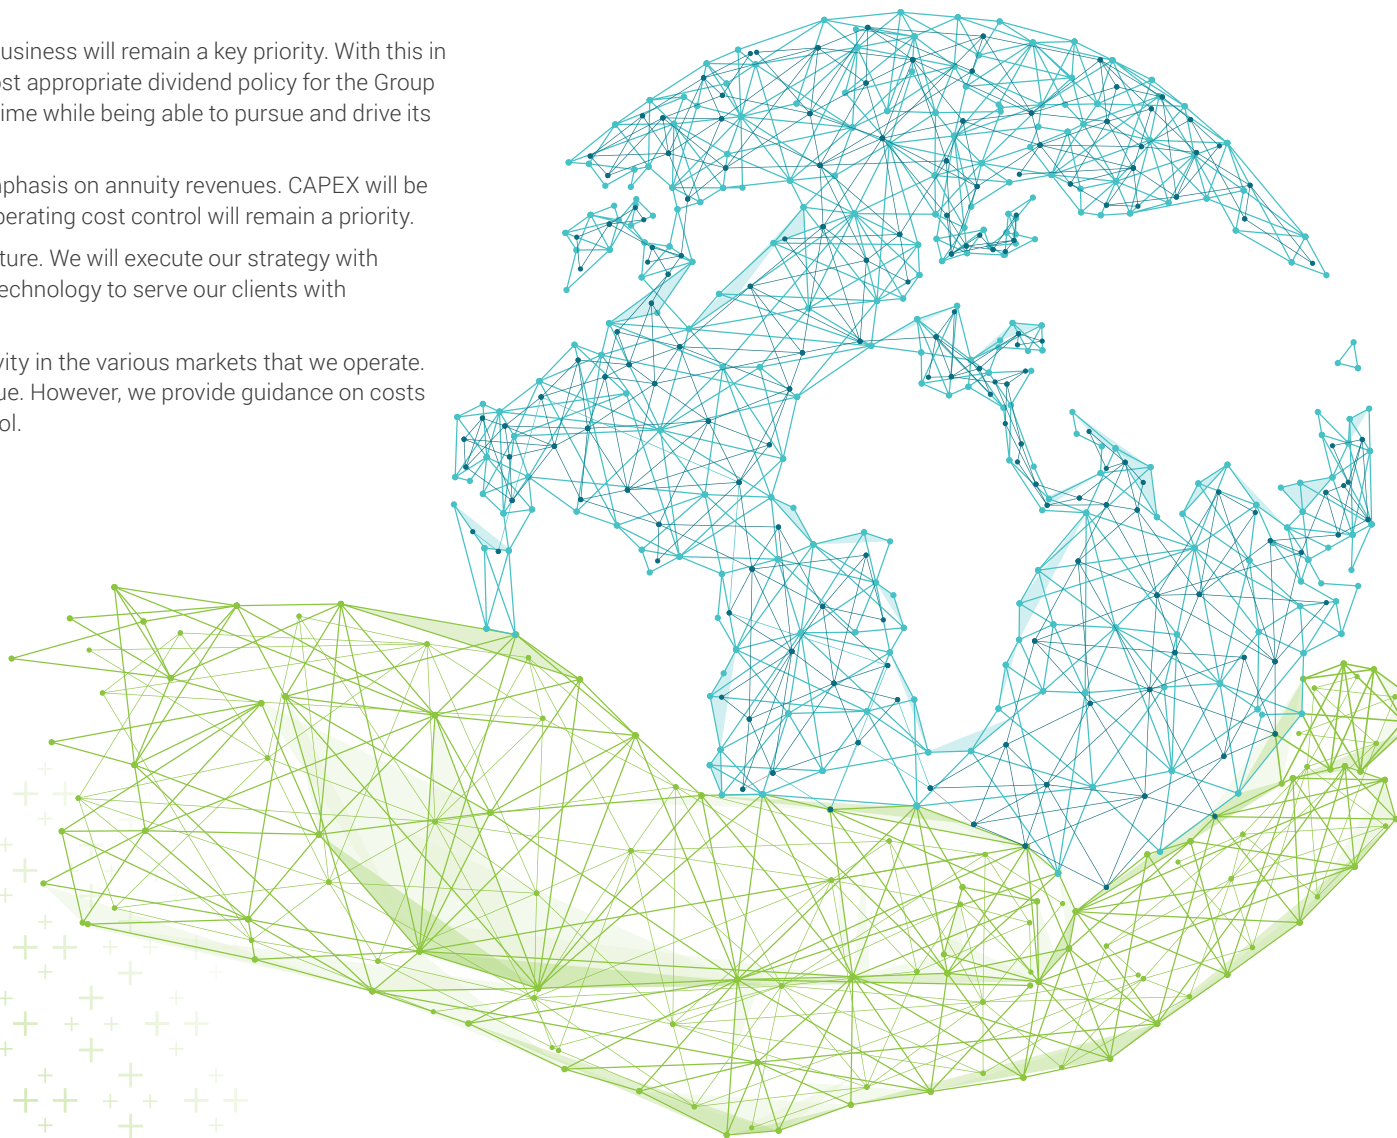 usiness will remain a key priority. With this in
ost appropriate dividend policy for the Group
ime while being able to pursue and drive its
phasis on annuity revenues. CAPEX will be
perating cost control will remain a priority.
ture. We will execute our strategy with
echnology to serve our clients with
vity in the various markets that we operate.
ue. However, we provide guidance on costs
ol.